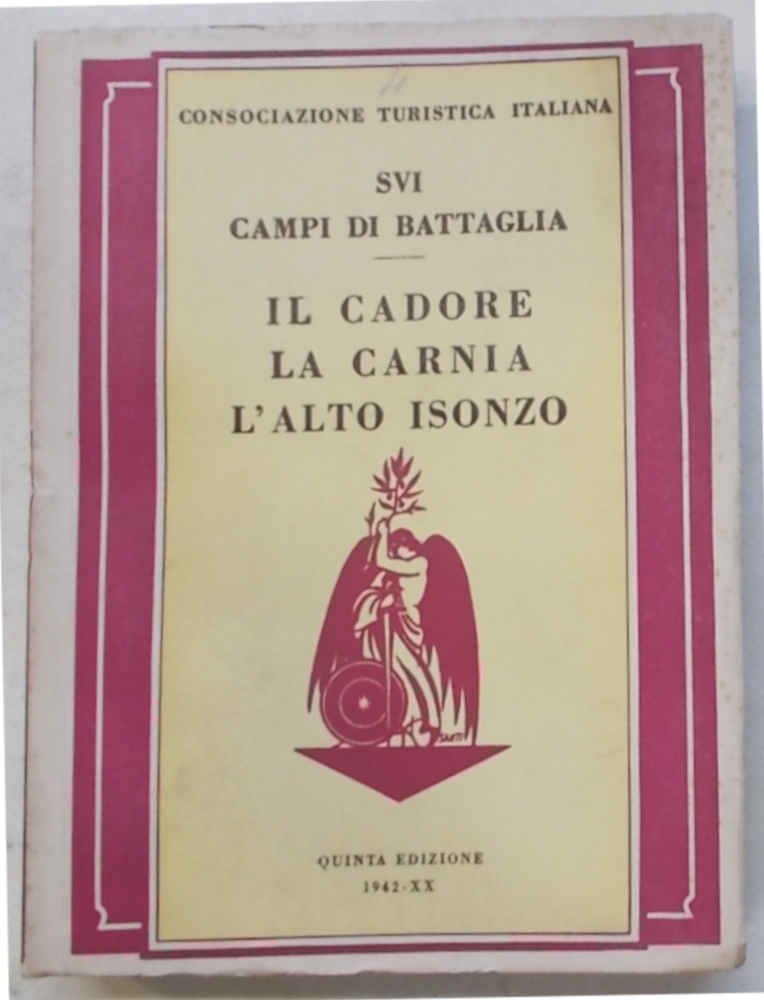 CONSOCIAZIONE TURISTICA ITALIANA
SVI
CAMPI DI BATTAGLIA
IL CADORE
LA CARNIA
L'ALTO ISONZO
QUINTA EDIZIONE
1942-XX